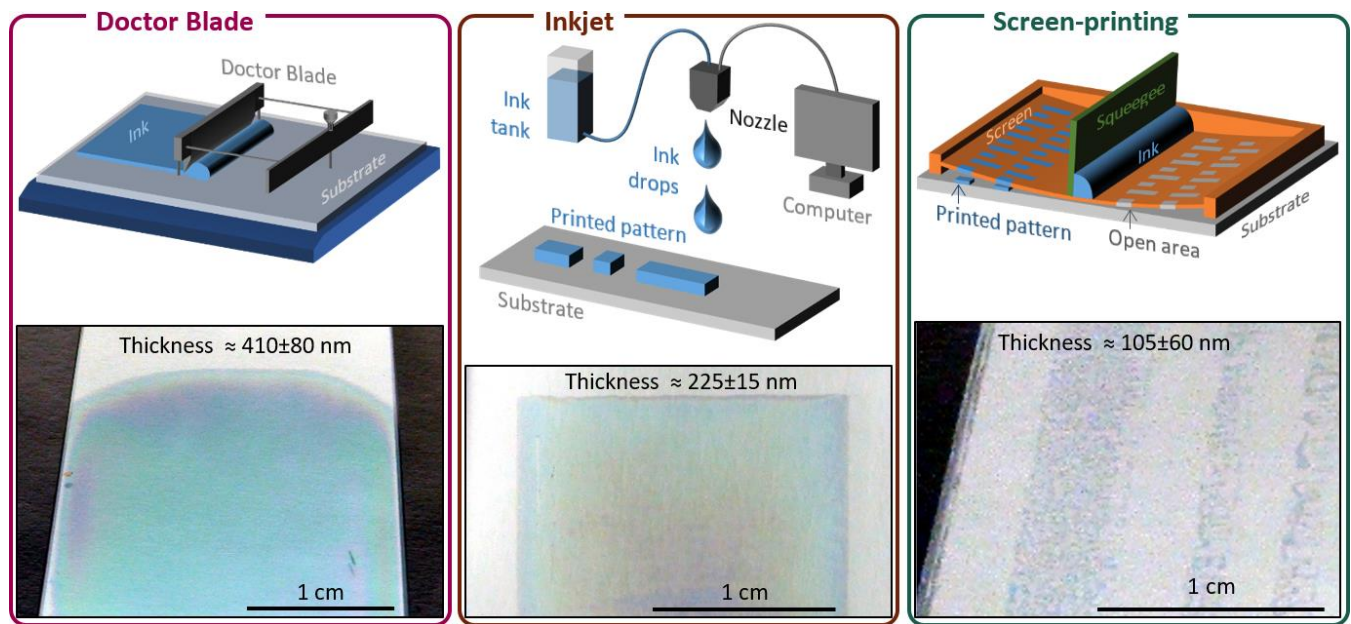 Doctor Blade
Doctor Blade
Ink
Substrate
Thickness ≈ 410±80 nm
1 cm
Inkjet
Ink
tank
Nozzle
Ink
drops
Computer
Printed pattern
Substrate
Thickness ≈ 225±15 nm
1 cm
Screen-printing
Screen
Squeegee
Ink
Printed pattern
Open area
Substrate
Thickness ≈ 105±60 nm
1 cm